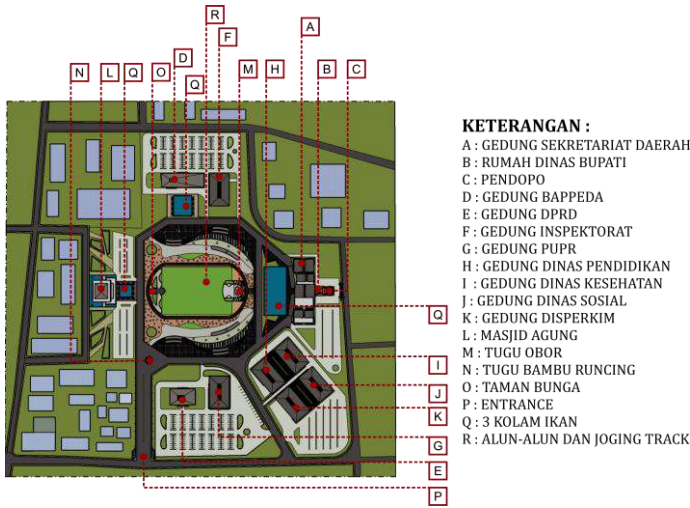 R
A
F
N
L
Q
O
D
Q
M
H
B
C
Q
I
J
K
G
E
P
KETERANGAN :
A : GEDUNG SEKRETARIAT DAERAH
B : RUMAH DINAS BUPATI
C : PENDOPO
D : GEDUNG BAPPEDA
E : GEDUNG DPRD
F : GEDUNG INSPEKTORAT
G : GEDUNG PUPR
H : GEDUNG DINAS PENDIDIKAN
I : GEDUNG DINAS KESEHATAN
J : GEDUNG DINAS SOSIAL
K : GEDUNG DISPERKIM
L : MASJID AGUNG
M : TUGU OBOR
N : TUGU BAMBU RUNCING
O : TAMAN BUNGA
P : ENTRANCE
Q : 3 KOLAM IKAN
R : ALUN-ALUN DAN JOGING TRACK